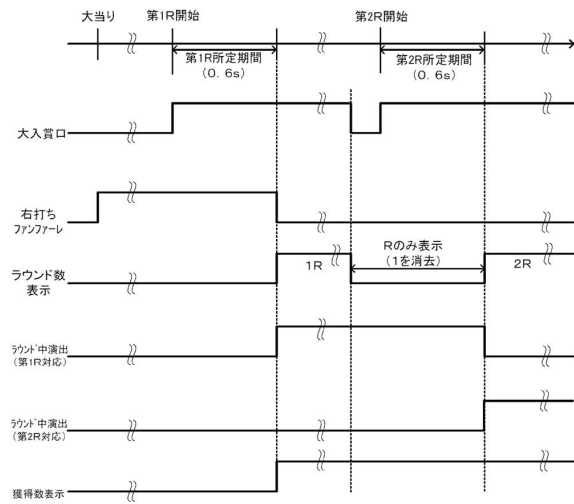 大当り
第1R開始
第2R開始
第1R所定期間
(0.6s)
第2R所定期間
(0.6s)
大入賞口
右打ち
ファンファーレ
ラウンド数
表示
1R
Rのみ表示
(1を消去)
2R
ラウンド中演出
(第1R対応)
ラウンド中演出
(第2R対応)
獲得数表示